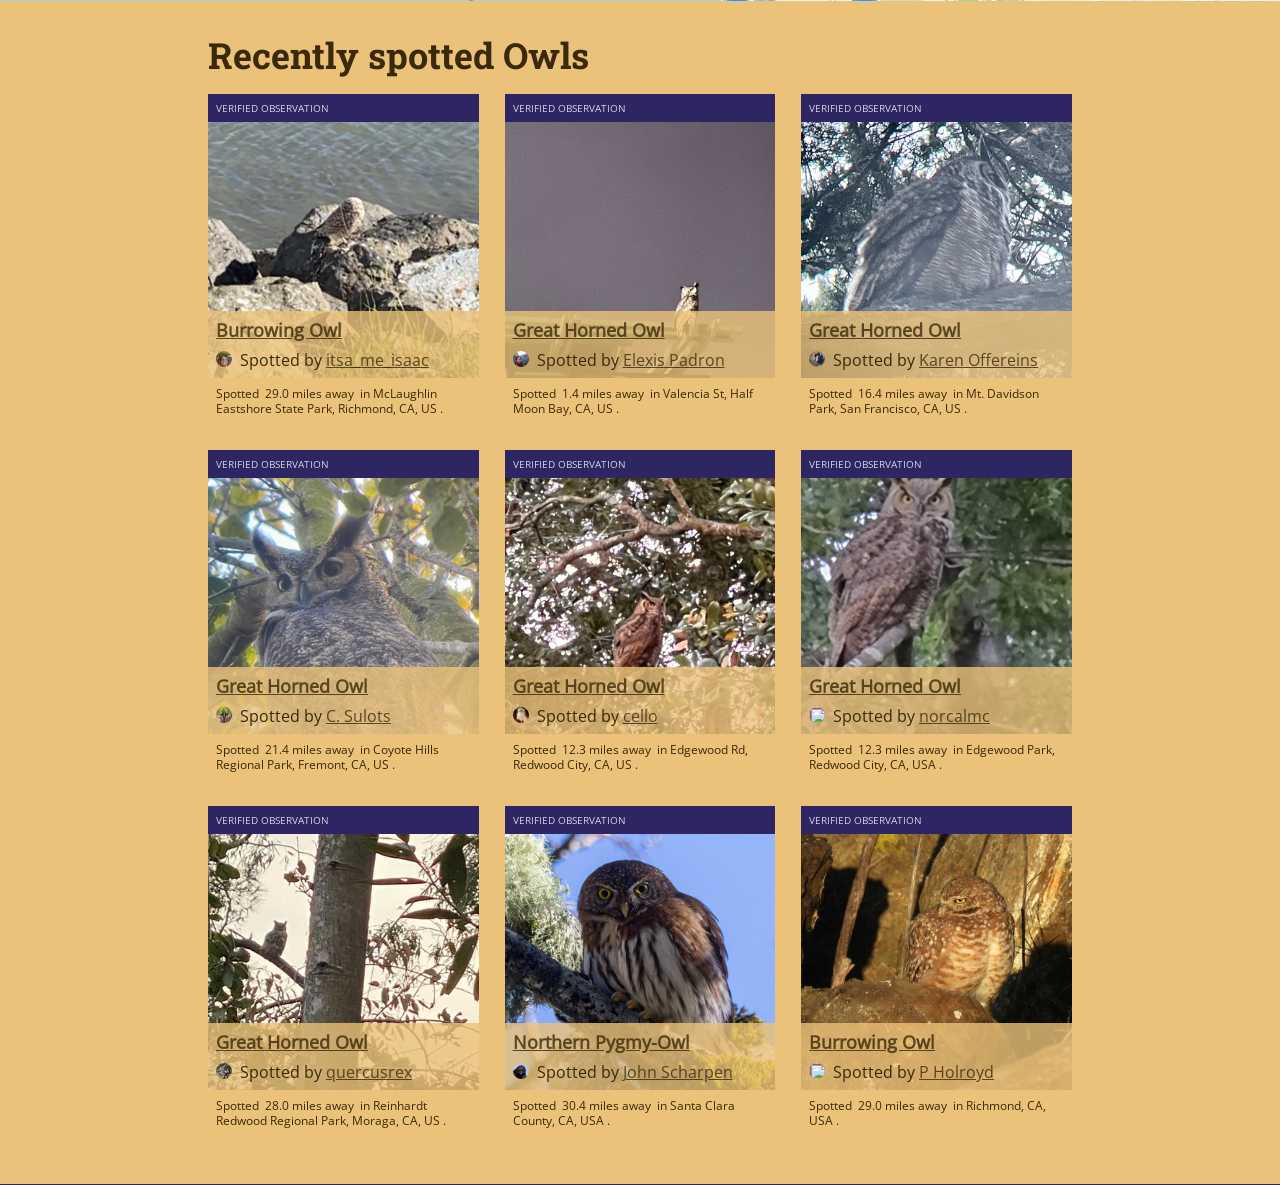 Recently spotted Owls
VERIFIED OBSERVATION
Burrowing Owl
Spotted by itsa_me_isaac
Spotted 29.0 miles away in McLaughlin
Eastshore State Park, Richmond, CA, US .
VERIFIED OBSERVATION
Great Horned Owl
Spotted by Elexis Padron
Spotted 1.4 miles away in Valencia St, Half
Moon Bay, CA, US .
VERIFIED OBSERVATION
Great Horned Owl
Spotted by Karen Offereins
Spotted 16.4 miles away in Mt. Davidson
Park, San Francisco, CA, US .
VERIFIED OBSERVATION
Great Horned Owl
Spotted by C. Sulots
Spotted 21.4 miles away in Coyote Hills
Regional Park, Fremont, CA, US .
VERIFIED OBSERVATION
Great Horned Owl
Spotted by cello
Spotted 12.3 miles away in Edgewood Rd,
Redwood City, CA, US .
VERIFIED OBSERVATION
Great Horned Owl
Spotted by norcalmc
Spotted 12.3 miles away in Edgewood Park,
Redwood City, CA, USA .
VERIFIED OBSERVATION
Great Horned Owl
Spotted by quercusrex
Spotted 28.0 miles away in Reinhardt
Redwood Regional Park, Moraga, CA, US .
VERIFIED OBSERVATION
Northern Pygmy-Owl
Spotted by John Scharpen
Spotted 30.4 miles away in Santa Clara
County, CA, USA .
VERIFIED OBSERVATION
Burrowing Owl
Spotted by P Holroyd
Spotted 29.0 miles away in Richmond, CA,
USA .